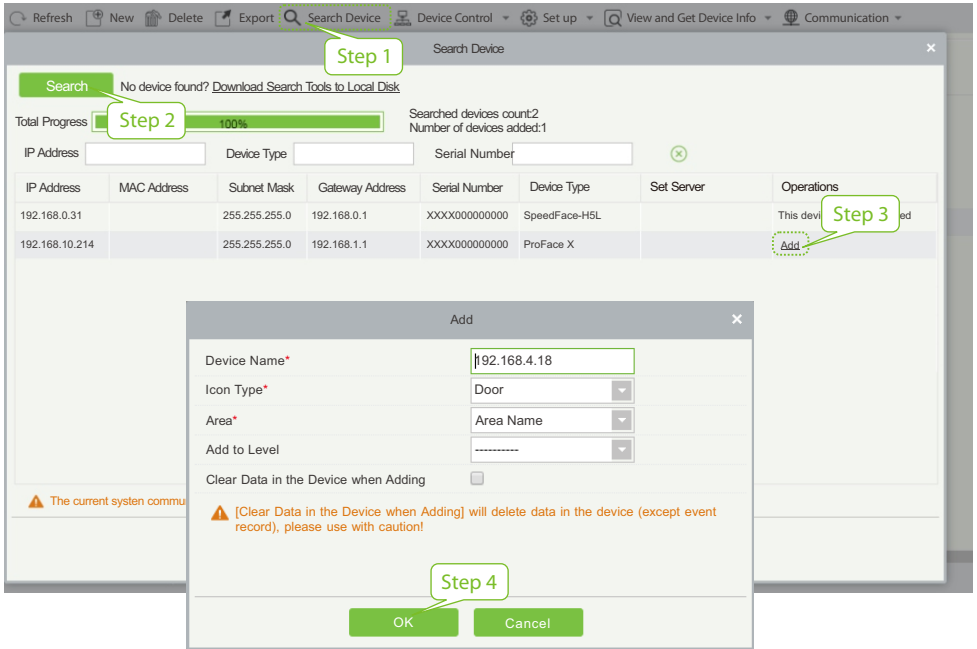 Refresh New Delete Export Search Device Device Control Set up View and Get Device Info Communication
Step 1
Search Device
Search No device found? Download Search Tools to Local Disk
Step 2
Total Progress 100% Searched devices count:2
Number of devices added:1
IP Address Device Type Serial Number
IP Address MAC Address Subnet Mask Gateway Address Serial Number Device Type Set Server Operations
192.168.0.31 255.255.255.0 192.168.0.1 XXXX000000000 SpeedFace-H5L This devi ed
Step 3
192.168.10.214 255.255.255.0 192.168.1.1 XXXX000000000 ProFace X Add
Add
Device Name* 192.168.4.18
Icon Type* Door
Area* Area Name
Add to Level ----------
Clear Data in the Device when Adding
The current systen commu
[Clear Data in the Device when Adding] will delete data in the device (except event
record), please use with caution!
Step 4
OK Cancel